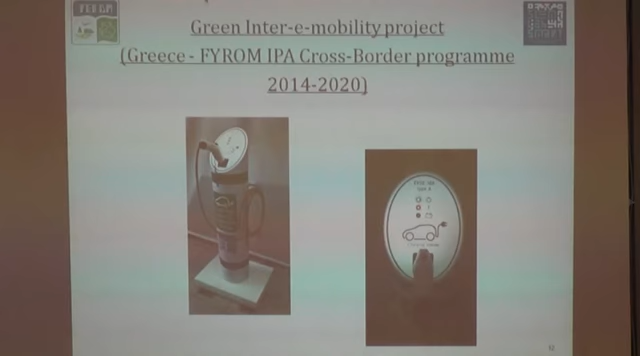 Green Inter-e-mobility project
(Greece - FYROM IPA Cross-Border programme
2014-2020)